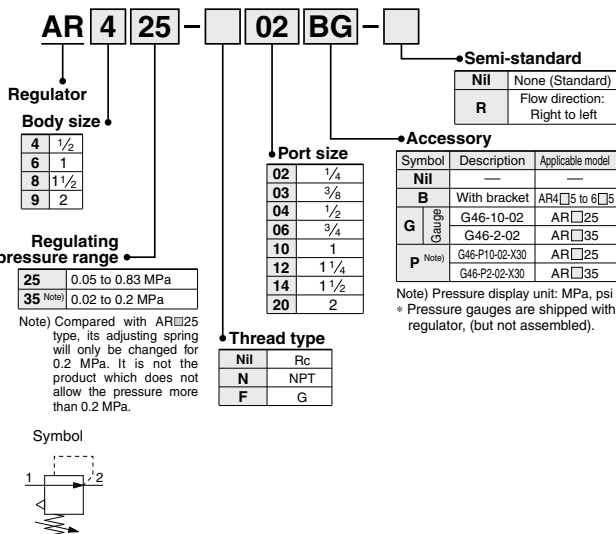 AR 4 25 – 02 BG –
Semi-standard
Nil None (Standard)
R Flow direction: Right to left
Regulator
Body size
4 1/2
6 1
8 1 1/2
9 2
Accessory
Symbol Description Applicable model
Nil — —
B With bracket AR4□5 to 6□5
G Gauge G46-10-02 AR□25
G46-2-02 AR□35
P Note) G46-P10-02-X30 AR□25
G46-P2-02-X30 AR□35
Note) Pressure display unit: MPa, psi
* Pressure gauges are shipped with
regulator, (but not assembled).
Port size
02 1/4
03 3/8
04 1/2
06 3/4
10 1
12 1 1/4
14 1 1/2
20 2
Regulating
pressure range
25 0.05 to 0.83 MPa
35 Note) 0.02 to 0.2 MPa
Note) Compared with AR□25
type, its adjusting spring
will only be changed for
0.2 MPa. It is not the
product which does not
allow the pressure more
than 0.2 MPa.
Thread type
Nil Rc
N NPT
F G
Symbol
1 2